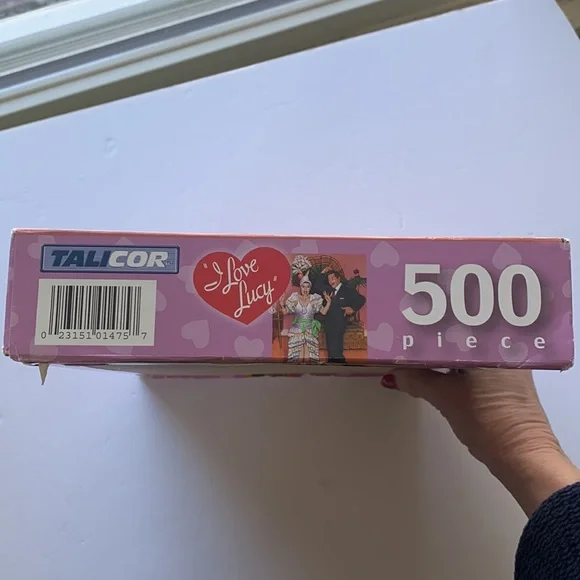 TALICOR
0 23151 01475 7
"I Love
Lucy"
500
piece